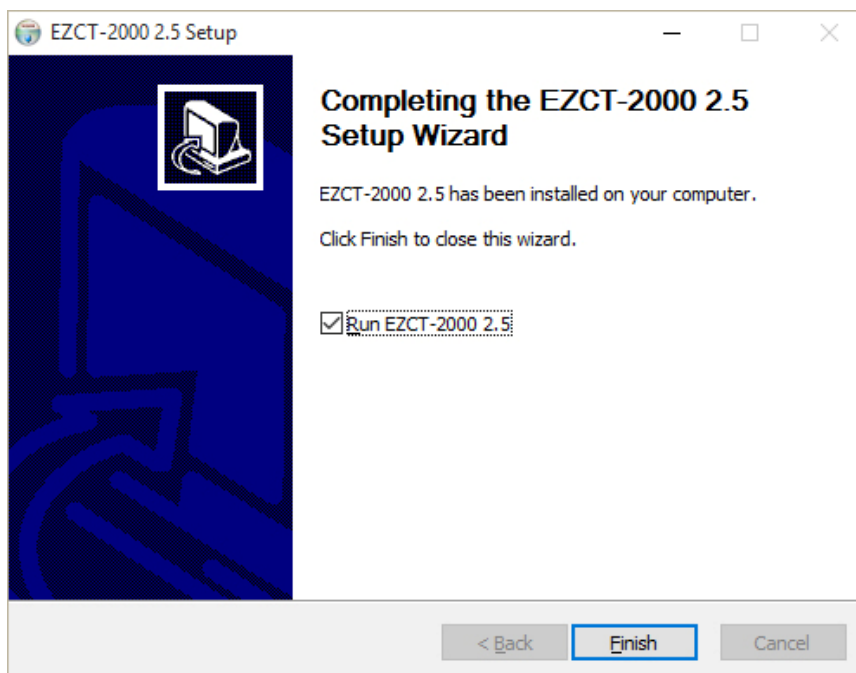 EZCT-2000 2.5 Setup
Completing the EZCT-2000 2.5
Setup Wizard
EZCT-2000 2.5 has been installed on your computer.
Click Finish to close this wizard.
Run EZCT-2000 2.5
< Back
Finish
Cancel